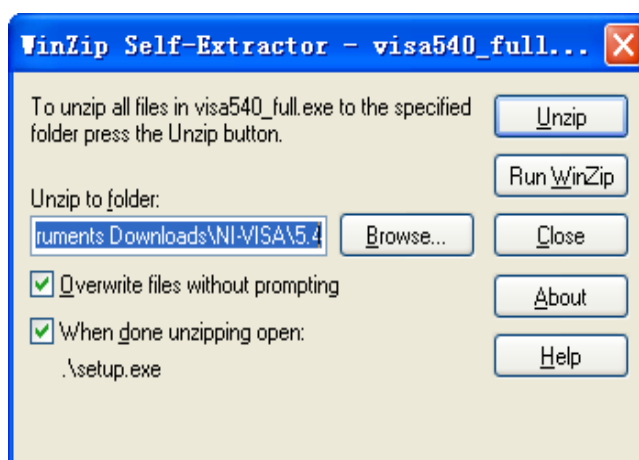 WinZip Self-Extractor - visa540_full...
To unzip all files in visa540_full.exe to the specified
folder press the Unzip button.
Unzip to folder:
ruments Downloads\NI-VISA\5.4
Browse...
Overwrite files without prompting
When done unzipping open:
.\setup.exe
Unzip
Run WinZip
Close
About
Help